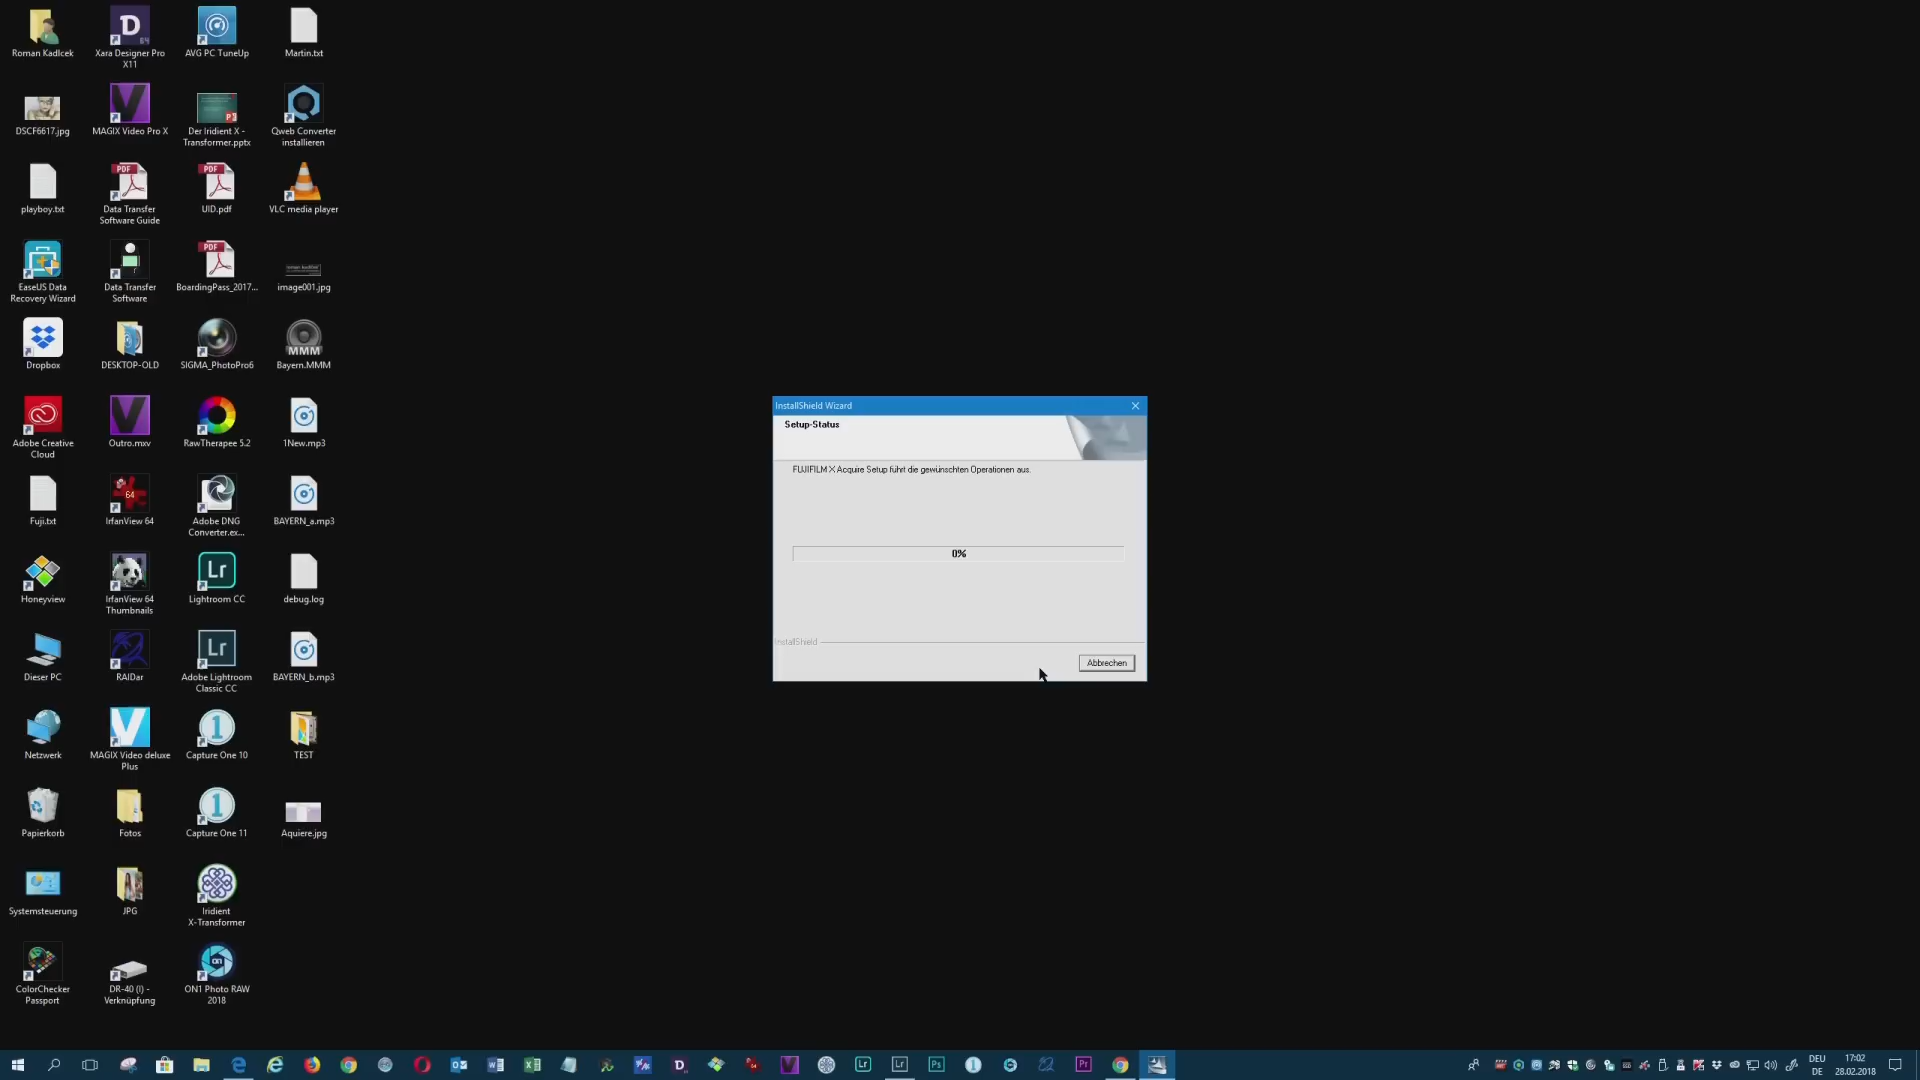 Roman Kadlcek
Xara Designer Pro
X11
AVG PC TuneUp
Martin.txt
DSCF6617.jpg
MAGIX Video Pro X
Der Iridient X -
Transformer.pptx
Qweb Converter
installieren
playboy.txt
Data Transfer
Software Guide
UID.pdf
VLC media player
EaseUS Data
Recovery Wizard
Data Transfer
Software
BoardingPass_2017...
image001.jpg
Dropbox
DESKTOP-OLD
SIGMA_PhotoPro6
MMM
Bayern.MMM
Adobe Creative
Cloud
Outro.mxv
RawTherapee 5.2
1New.mp3
Fuji.txt
64
IrfanView 64
Adobe DNG
Converter.ex...
BAYERN_a.mp3
Honeyview
IrfanView 64
Thumbnails
Lr
Lightroom CC
debug.log
Dieser PC
RAIDar
Lr
Adobe Lightroom
Classic CC
BAYERN_b.mp3
Netzwerk
MAGIX Video deluxe
Plus
1
Capture One 10
TEST
Papierkorb
Fotos
1
Capture One 11
Aquiere.jpg
Systemsteuerung
JPG
Iridient
X-Transformer
ColorChecker
Passport
DR-40 (I) -
Verknüpfung
ON
ON1 Photo RAW
2018
InstallShield Wizard
Setup-Status
FUJIFILM X Acquire Setup führt die gewünschten Operationen aus.
0%
InstallShield
Abbrechen
DEU
DE
17:02
28.02.2018